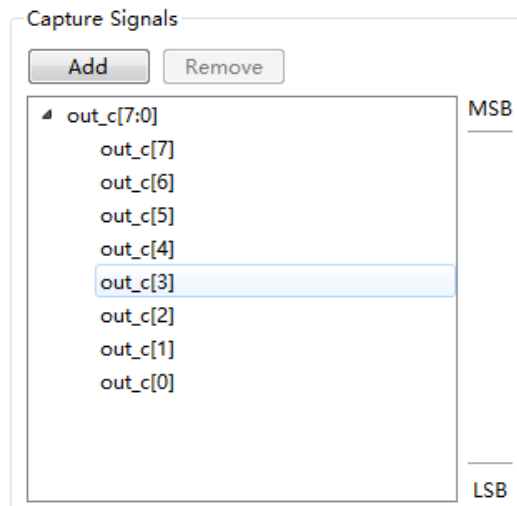 Capture Signals
Add Remove
out_c[7:0] MSB
out_c[7]
out_c[6]
out_c[5]
out_c[4]
out_c[3]
out_c[2]
out_c[1]
out_c[0]
LSB